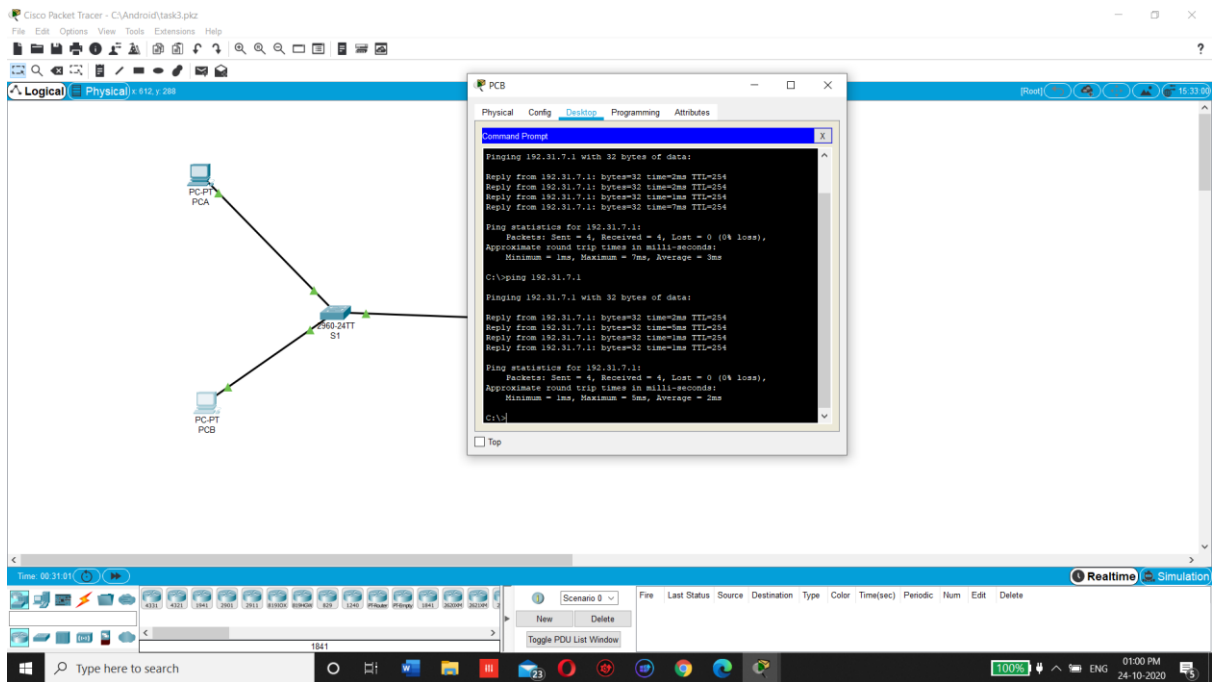 Cisco Packet Tracer - C:\Android\task3.pkz
File Edit Options View Tools Extensions Help
?
Logical Physical x: 612, y: 288
[Root] 15:33:00
PCB
Physical Config Desktop Programming Attributes
Command Prompt
X
Pinging 192.31.7.1 with 32 bytes of data:
Reply from 192.31.7.1: bytes=32 time=2ms TTL=254
Reply from 192.31.7.1: bytes=32 time=2ms TTL=254
Reply from 192.31.7.1: bytes=32 time=1ms TTL=254
Reply from 192.31.7.1: bytes=32 time=7ms TTL=254
Ping statistics for 192.31.7.1:
Packets: Sent = 4, Received = 4, Lost = 0 (0% loss),
Approximate round trip times in milli-seconds:
Minimum = 1ms, Maximum = 7ms, Average = 3ms
C:\>ping 192.31.7.1
Pinging 192.31.7.1 with 32 bytes of data:
Reply from 192.31.7.1: bytes=32 time=2ms TTL=254
Reply from 192.31.7.1: bytes=32 time=5ms TTL=254
Reply from 192.31.7.1: bytes=32 time=1ms TTL=254
Reply from 192.31.7.1: bytes=32 time=1ms TTL=254
Ping statistics for 192.31.7.1:
Packets: Sent = 4, Received = 4, Lost = 0 (0% loss),
Approximate round trip times in milli-seconds:
Minimum = 1ms, Maximum = 5ms, Average = 2ms
C:\>
Top
PC-PT
PCA
2960-24TT
S1
PC-PT
PCB
Time: 00:31:01
Realtime Simulation
4331 4321 1941 2901 2911 819IOX 819HGW 829 1240 PT-Router PT-Empty 1841 2620XM 2621XM
1841
Scenario 0
New Delete
Toggle PDU List Window
Fire Last Status Source Destination Type Color Time(sec) Periodic Num Edit Delete
Type here to search
23
100%
ENG
01:00 PM
24-10-2020
5